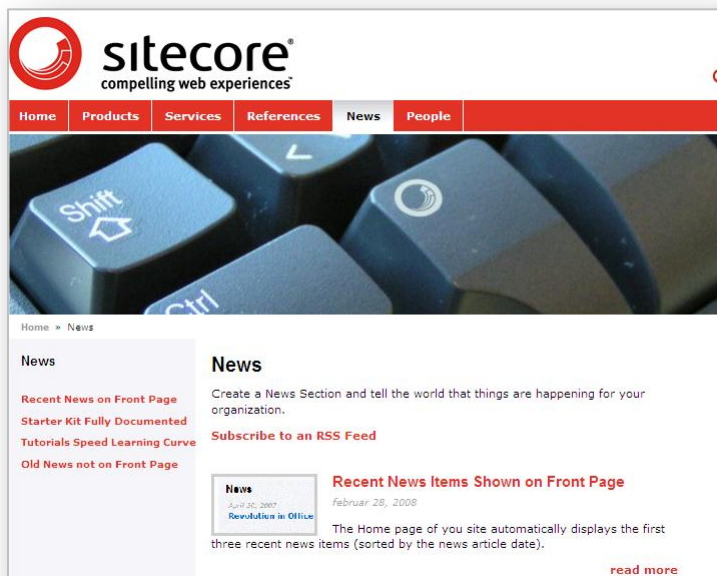 sitecore®
compelling web experiences™
Home Products Services References News People
Shift
Ctrl
Home » News
News
Recent News on Front Page
Starter Kit Fully Documented
Tutorials Speed Learning Curve
Old News not on Front Page
News
Create a News Section and tell the world that things are happening for your
organization.
Subscribe to an RSS Feed
News
April 30, 2007
Revolution in Office
Recent News Items Shown on Front Page
februar 28, 2008
The Home page of you site automatically displays the first
three recent news items (sorted by the news article date).
read more